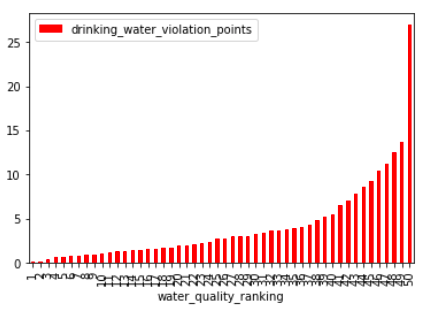 drinking_water_violation_points
25
20
15
10
5
0
1 2 3 4 5 6 7 8 9 10 11 12 13 14 15 16 17 18 19 20 21 22 23 24 25 26 27 28 29 30 31 32 33 34 35 36 37 38 39 40 41 42 43 44 45 46 47 48 49 50
water_quality_ranking